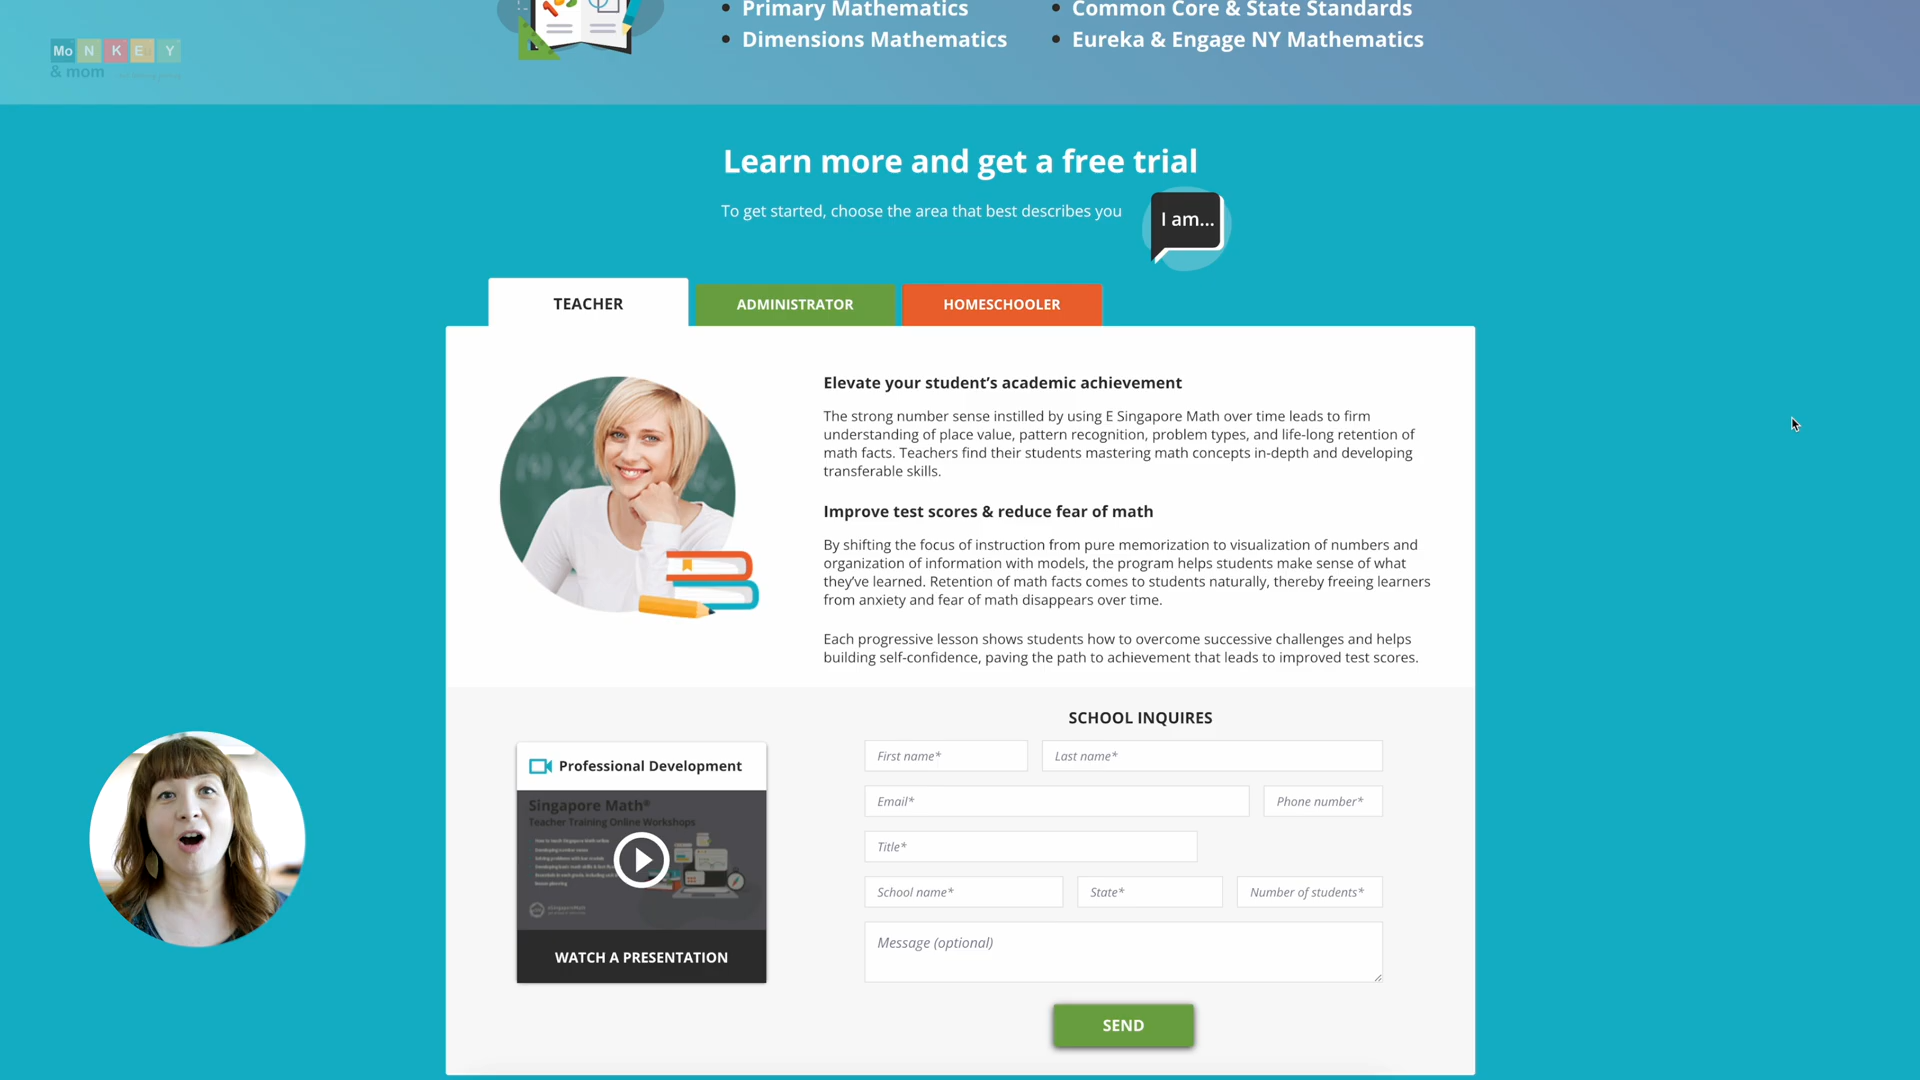 Primary Mathematics
Common Core & State Standards
Dimensions Mathematics
Eureka & Engage NY Mathematics
MoNKEY
& mom
Learn more and get a free trial
To get started, choose the area that best describes you
I am...
TEACHER
ADMINISTRATOR
HOMESCHOOLER
Elevate your student’s academic achievement
The strong number sense instilled by using E Singapore Math over time leads to firm
understanding of place value, pattern recognition, problem types, and life-long retention of
math facts. Teachers find their students mastering math concepts in-depth and developing
transferable skills.
Improve test scores & reduce fear of math
By shifting the focus of instruction from pure memorization to visualization of numbers and
organization of information with models, the program helps students make sense of what
they’ve learned. Retention of math facts comes to students naturally, thereby freeing learners
from anxiety and fear of math disappears over time.
Each progressive lesson shows students how to overcome successive challenges and helps
building self-confidence, paving the path to achievement that leads to improved test scores.
SCHOOL INQUIRES
First name*
Last name*
Email*
Phone number*
Title*
School name*
State*
Number of students*
Message (optional)
SEND
Professional Development
Singapore Math®
Teacher Training Online Workshops
WATCH A PRESENTATION